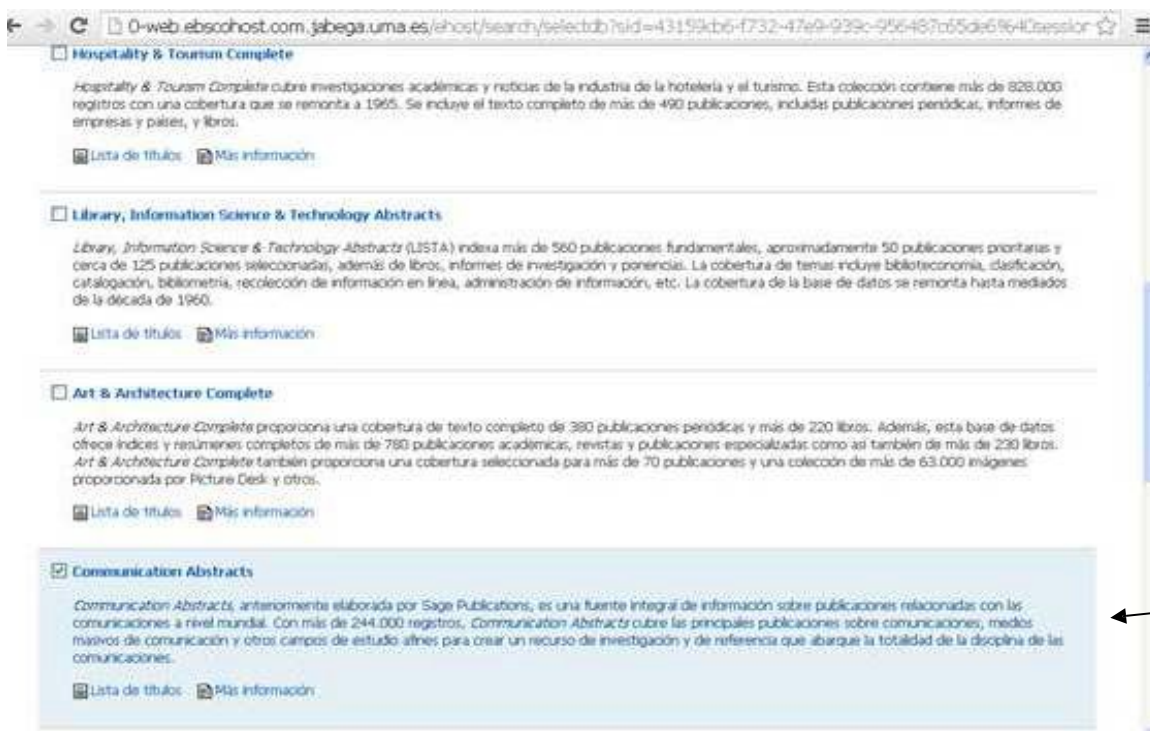 0-web.ebscohost.com.jabega.uma.es/ehost/search/selectdb?sid=43159cb6-f732-47e9-939c-956487c65de6%40session
Hospitality & Tourism Complete
Hospitality & Tourism Complete cubre investigaciones académicas y noticias de la industria de la hotelería y el turismo. Esta colección contiene más de 828.000
registros con una cobertura que se remonta a 1965. Se incluye el texto completo de más de 490 publicaciones, incluidas publicaciones periódicas, informes de
empresas y países, y libros.
Lista de títulos Más información
Library, Information Science & Technology Abstracts
Library, Information Science & Technology Abstracts (LISTA) indexa más de 560 publicaciones fundamentales, aproximadamente 50 publicaciones prioritarias y
cerca de 125 publicaciones seleccionadas, además de libros, informes de investigación y ponencias. La cobertura de temas incluye biblioteconomía, clasificación,
catalogación, bibliometría, recolección de información en línea, administración de información, etc. La cobertura de la base de datos se remonta hasta mediados
de la década de 1960.
Lista de títulos Más información
Art & Architecture Complete
Art & Architecture Complete proporciona una cobertura de texto completo de 380 publicaciones periódicas y más de 220 libros. Además, esta base de datos
ofrece índices y resúmenes completos de más de 780 publicaciones académicas, revistas y publicaciones especializadas como así también de más de 230 libros.
Art & Architecture Complete también proporciona una cobertura seleccionada para más de 70 publicaciones y una colección de más de 63.000 imágenes
proporcionada por Picture Desk y otros.
Lista de títulos Más información
Communication Abstracts
Communication Abstracts, anteriormente elaborada por Sage Publications, es una fuente integral de información sobre publicaciones relacionadas con las
comunicaciones a nivel mundial. Con más de 244.000 registros, Communication Abstracts cubre las principales publicaciones sobre comunicaciones, medios
masivos de comunicación y otros campos de estudio afines para crear un recurso de investigación y de referencia que abarque la totalidad de la disciplina de las
comunicaciones.
Lista de títulos Más información